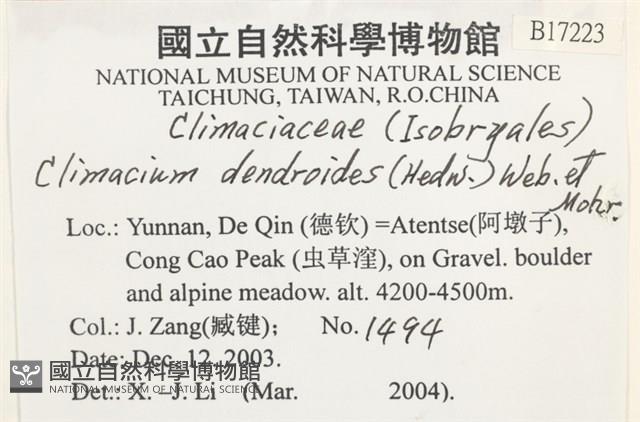 國立自然科學博物館 B17223
NATIONAL MUSEUM OF NATURAL SCIENCE
TAICHUNG, TAIWAN, R.O.CHINA
Climaciaceae (Isobryales)
Climacium dendroides (Hedw.) Web. et
Mohr.
Loc.: Yunnan, De Qin (德钦) =Atentse(阿墩子),
Cong Cao Peak (虫草漥), on Gravel. boulder
and alpine meadow. alt. 4200-4500m.
Col.: J. Zang(臧键); No. 1494
Date: Dec. 12, 2003.
國立自然科學博物館
NATIONAL MUSEUM OF NATURAL SCIENCE
Det.: X. -J. Li (Mar. 2004).